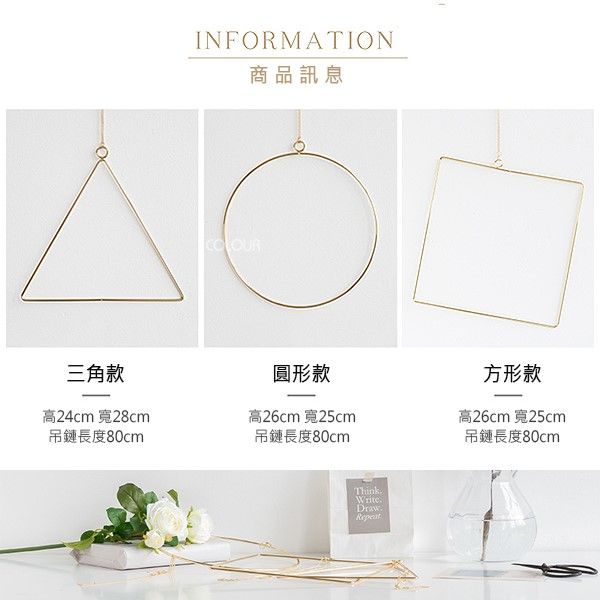 INFORMATION
商品訊息
COLOUR
三角款
高24cm 寬28cm
吊鏈長度80cm
圓形款
高26cm 寬25cm
吊鏈長度80cm
方形款
高26cm 寬25cm
吊鏈長度80cm
Think.
Write.
Draw.
Repeat.